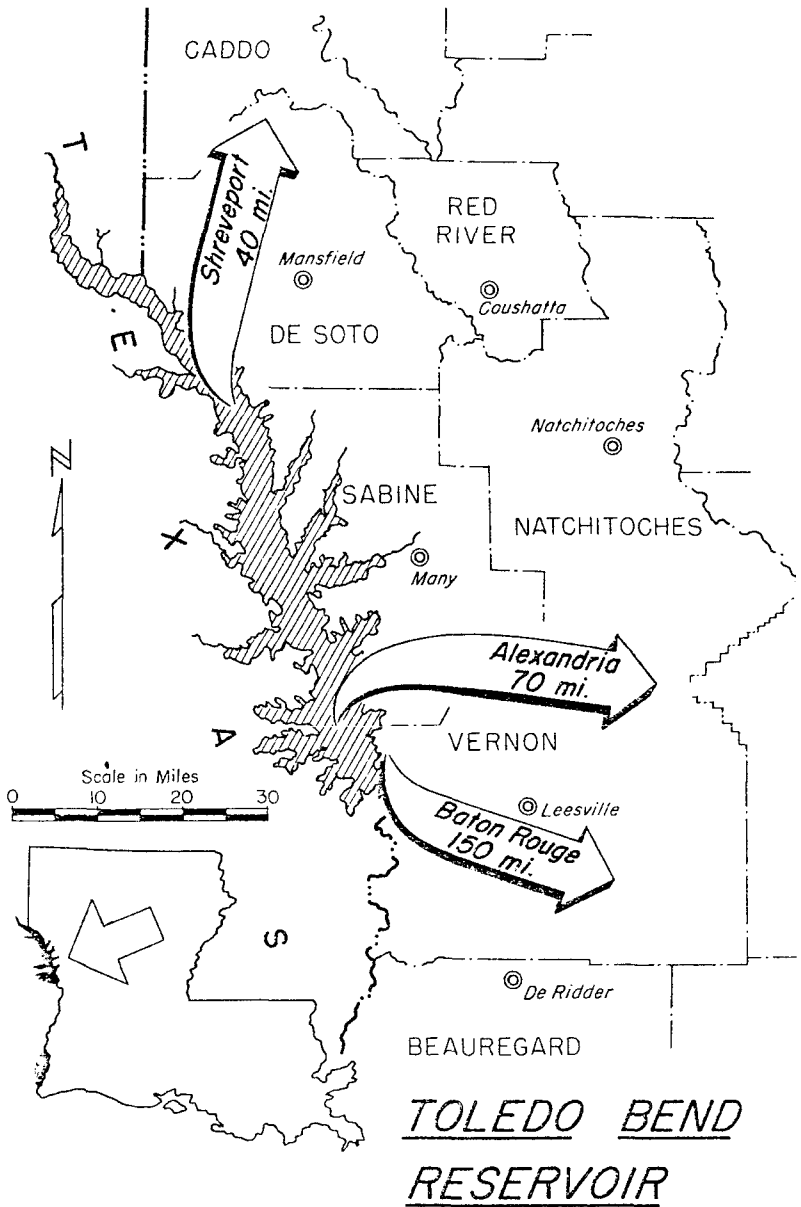 CADDO
T
E
X
A
S
Shreveport
40 mi.
Mansfield
RED
RIVER
Coushatta
DE SOTO
Natchitoches
N
SABINE
NATCHITOCHES
Many
Alexandria
70 mi.
VERNON
Scale in Miles
0 10 20 30
Leesville
Baton Rouge
150 mi.
De Ridder
BEAUREGARD
TOLEDO BEND
RESERVOIR